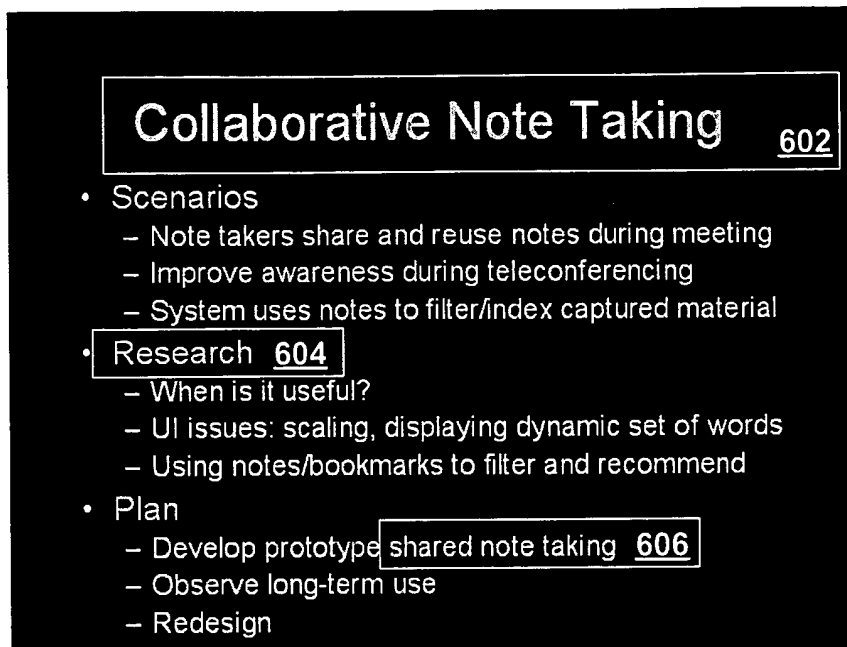 Collaborative Note Taking 602
• Scenarios
– Note takers share and reuse notes during meeting
– Improve awareness during teleconferencing
– System uses notes to filter/index captured material
• Research 604
– When is it useful?
– UI issues: scaling, displaying dynamic set of words
– Using notes/bookmarks to filter and recommend
• Plan
– Develop prototype shared note taking 606
– Observe long-term use
– Redesign